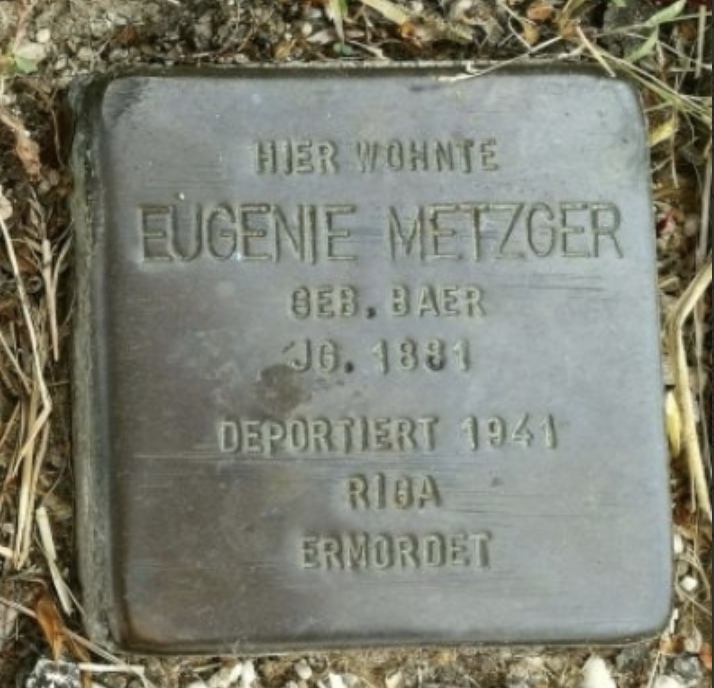 HIER WOHNTE
EUGENIE METZGER
GEB. BAER
JG. 1881
DEPORTIERT 1941
RIGA
ERMORDET